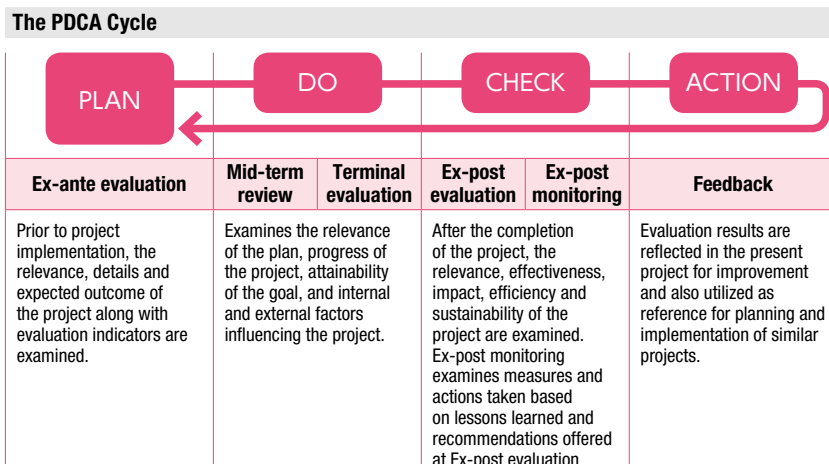 The PDCA Cycle
PLAN
DO
CHECK
ACTION
Ex-ante evaluation
Mid-term
review
Terminal
evaluation
Ex-post
evaluation
Ex-post
monitoring
Feedback
Prior to project
implementation, the
relevance, details and
expected outcome of
the project along with
evaluation indicators are
examined.
Examines the relevance
of the plan, progress of
the project, attainability
of the goal, and internal
and external factors
influencing the project.
After the completion
of the project, the
relevance, effectiveness,
impact, efficiency and
sustainability of the
project are examined.
Ex-post monitoring
examines measures and
actions taken based
on lessons learned and
recommendations offered
at Ex-post evaluation
Evaluation results are
reflected in the present
project for improvement
and also utilized as
reference for planning and
implementation of similar
projects.